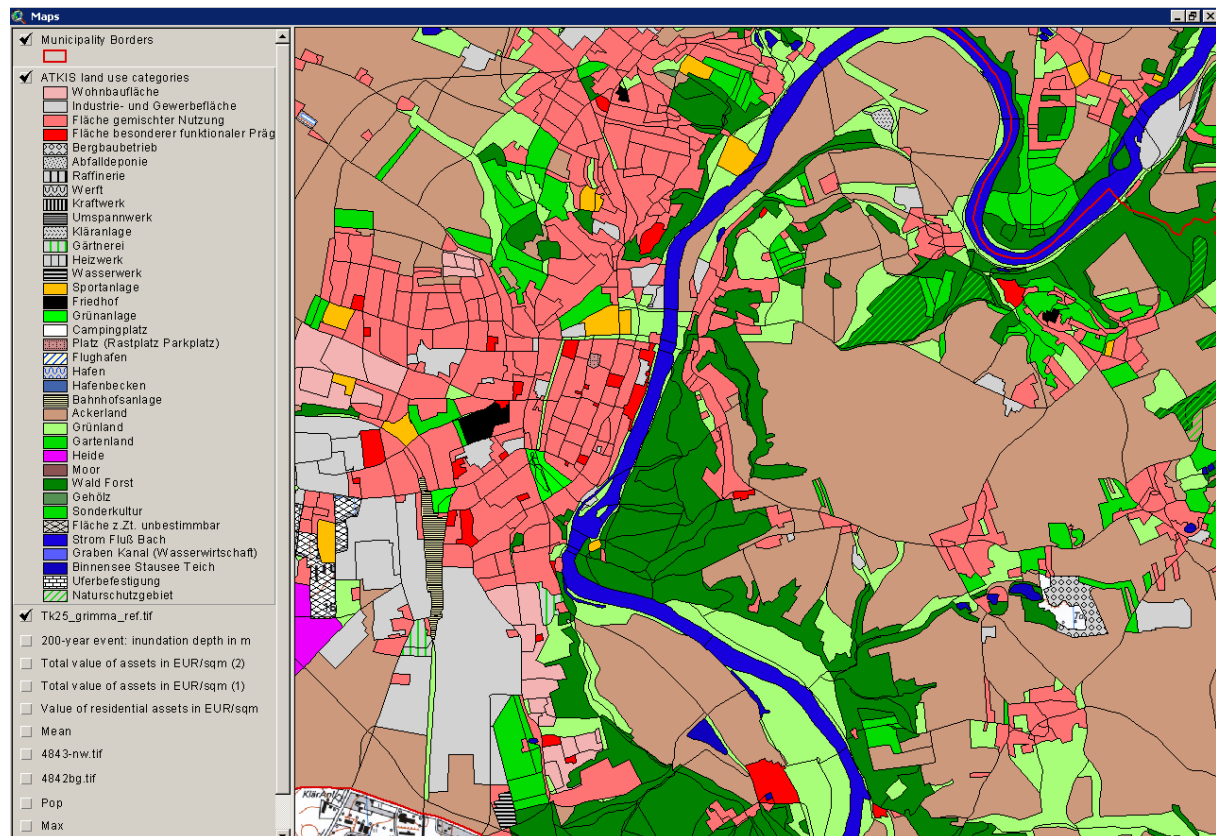 Maps
Municipality Borders
ATKIS land use categories
Wohnbaufläche
Industrie- und Gewerbefläche
Fläche gemischter Nutzung
Fläche besonderer funktionaler Präg
Bergbaubetrieb
Abfalldeponie
Raffinerie
Werft
Kraftwerk
Umspannwerk
Kläranlage
Gärtnerei
Heizwerk
Wasserwerk
Sportanlage
Friedhof
Grünanlage
Campingplatz
Platz (Rastplatz Parkplatz)
Flughafen
Hafen
Hafenbecken
Bahnhofsanlage
Ackerland
Grünland
Gartenland
Heide
Moor
Wald Forst
Gehölz
Sonderkultur
Fläche z.Zt. unbestimmbar
Strom Fluß Bach
Graben Kanal (Wasserwirtschaft)
Binnensee Stausee Teich
Uferbefestigung
Naturschutzgebiet
Tk25_grimma_ref.tif
200-year event: inundation depth in m
Total value of assets in EUR/sqm (2)
Total value of assets in EUR/sqm (1)
Value of residential assets in EUR/sqm
Mean
4843-nw.tif
4842bg.tif
Pop
Max
KlärAnl